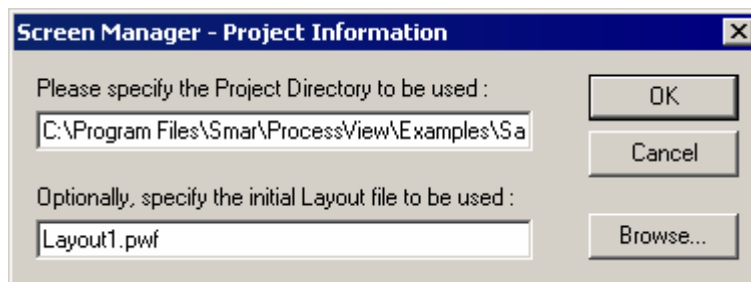 Screen Manager - Project Information
Please specify the Project Directory to be used :
C:\Program Files\Smar\ProcessView\Examples\Sa
OK
Cancel
Optionally, specify the initial Layout file to be used :
Layout1.pwf
Browse...